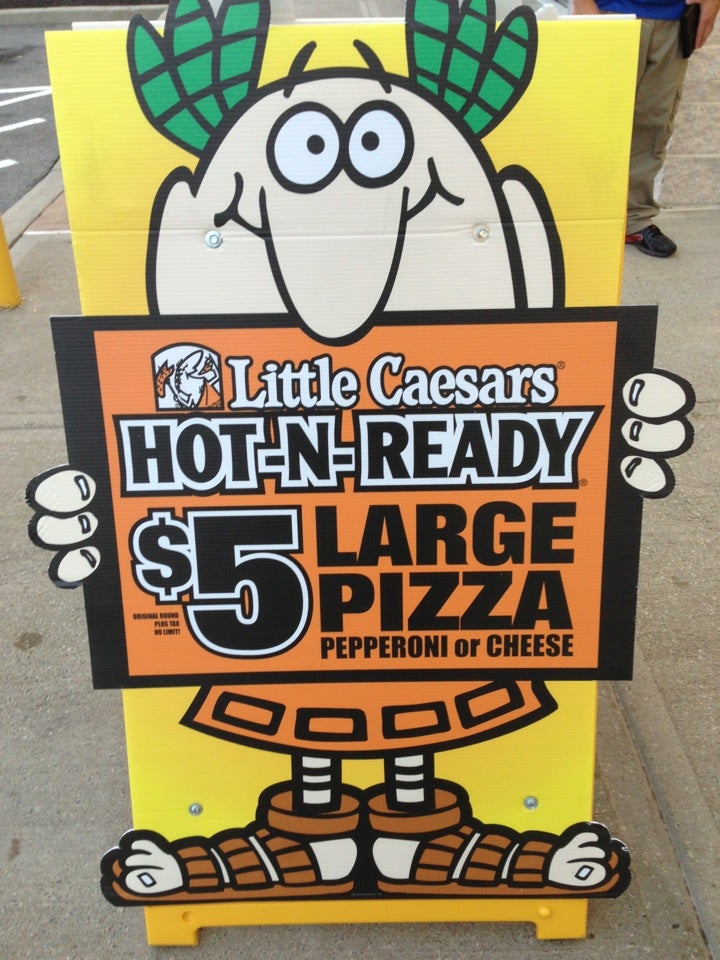 Little Caesars®
HOT-N-READY®
$5 LARGE
PIZZA
PEPPERONI or CHEESE
ORIGINAL ROUND
PLUS TAX
NO LIMIT!